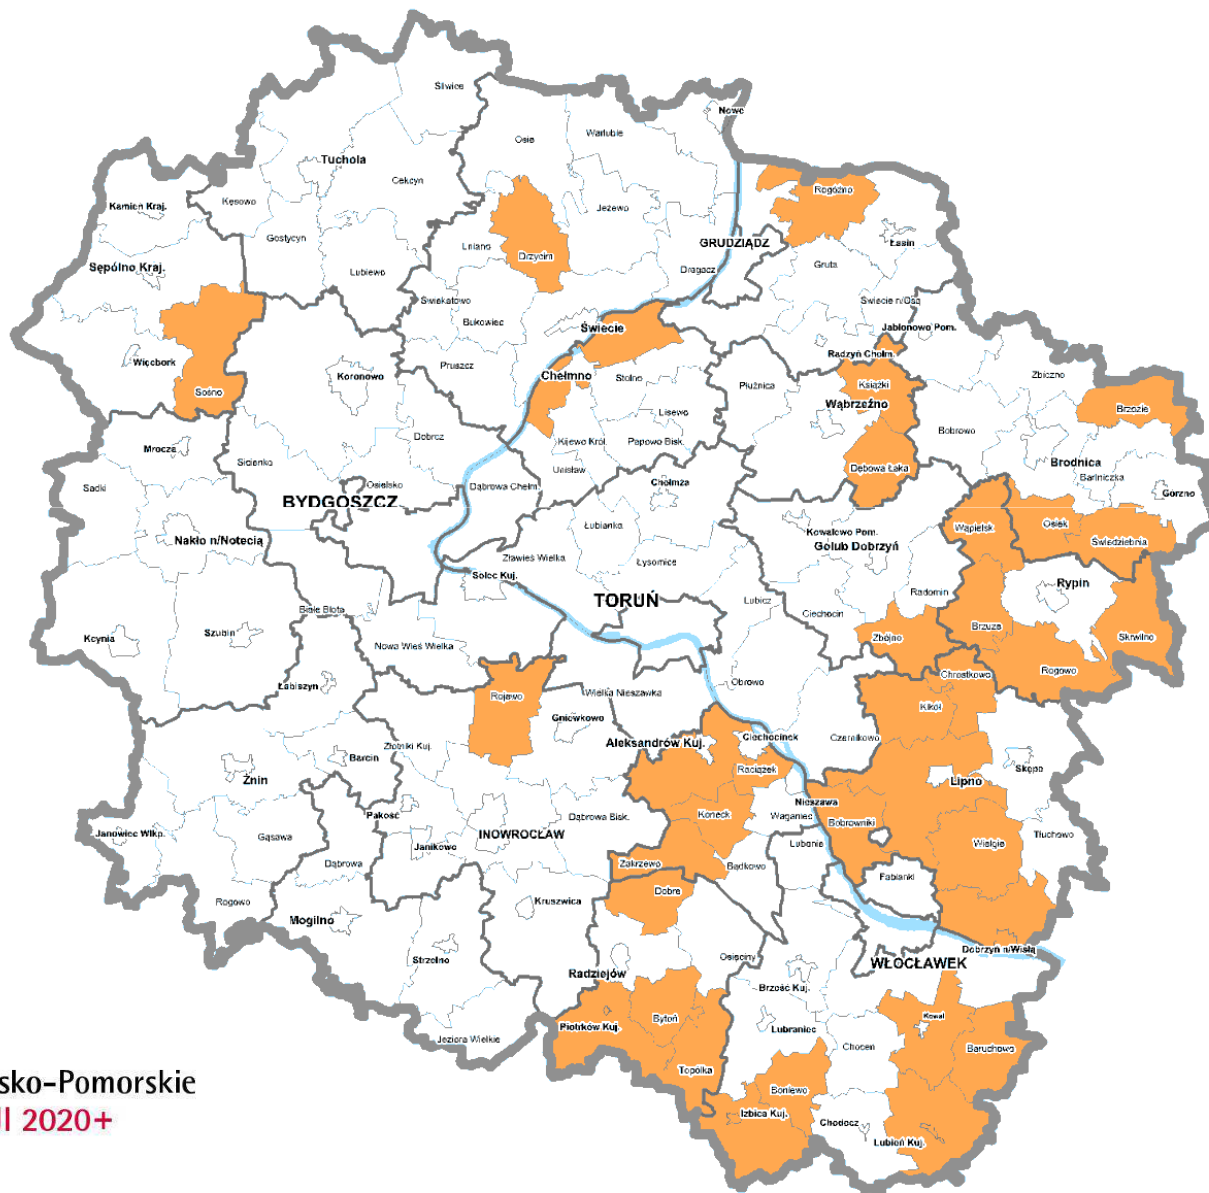 Śliwice
Nowe
Osie
Warlubie
Tuchola
Cekcyn
Rogóźno
Kamień Kraj.
Kęsowo
Jeżewo
Gostycyn
GRUDZIĄDZ
Łasin
Lniano
Drzycim
Sępólno Kraj.
Lubiewo
Dragacz
Gruta
Świekatowo
Świecie n/Osą
Bukowiec
Świecie
Jabłonowo Pom.
Więcbork
Pruszcz
Radzyń Chełm.
Koronowo
Chełmno
Stolno
Płużnica
Książki
Zbiczno
Sośno
Wąbrzeźno
Brzozie
Lisewo
Dobrcz
Kijewo Król.
Papowo Bisk.
Bobrowo
Mrocza
Sicienko
Unisław
Dębowa Łąka
Brodnica
Bartniczka
Sadki
Osielsko
Dąbrowa Chełm.
Chełmża
Górzno
BYDGOSZCZ
Łubianka
Kowalewo Pom.
Wąpielsk
Osiek
Nakło n/Notecią
Golub Dobrzyń
Świedziebnia
Zławieś Wielka
Łysomice
Solec Kuj.
Rypin
TORUŃ
Radomin
Białe Błota
Lubicz
Ciechocin
Kcynia
Szubin
Nowa Wieś Wielka
Zbójno
Brzuze
Skrwilno
Rogowo
Łabiszyn
Rojewo
Wielka Nieszawka
Obrowo
Chrostkowo
Kikół
Gniewkowo
Złotniki Kuj.
Aleksandrów Kuj.
Ciechocinek
Czernikowo
Barcin
Raciążek
Skępe
Żnin
Lipno
Nieszawa
Pakość
Koneck
Waganiec
Bobrowniki
Janowiec Wlkp.
Gąsawa
INOWROCŁAW
Dąbrowa Bisk.
Tłuchowo
Janikowo
Lubanie
Wielgie
Dąbrowa
Zakrzewo
Bądkowo
Fabianki
Dobre
Rogowo
Kruszwica
Mogilno
Strzelno
Osięciny
Dobrzyń n/Wisłą
Radziejów
WŁOCŁAWEK
Brześć Kuj.
Piotrków Kuj.
Bytoń
Kowal
Jeziora Wielkie
Lubraniec
Choceń
Baruchowo
Topólka
Boniewo
sko-Pomorskie
Izbica Kuj.
Chodecz
2020+
Lubień Kuj.